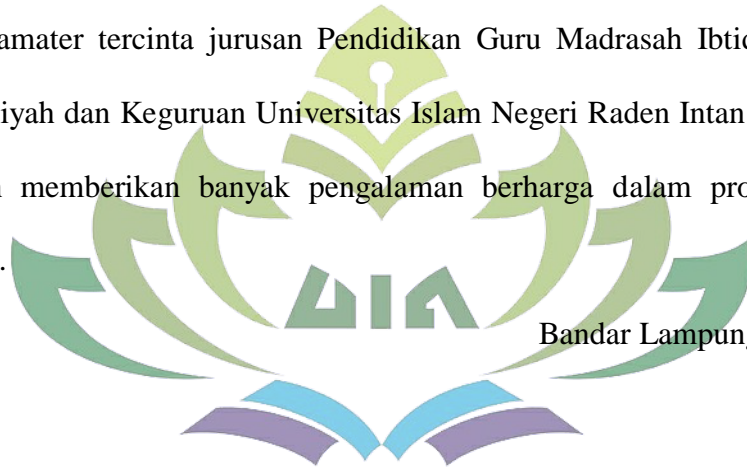 amater tercinta jurusan Pendidikan Guru Madrasah Ibtid
iyah dan Keguruan Universitas Islam Negeri Raden Intan
memberikan banyak pengalaman berharga dalam pro
.
UIN
Bandar Lampung